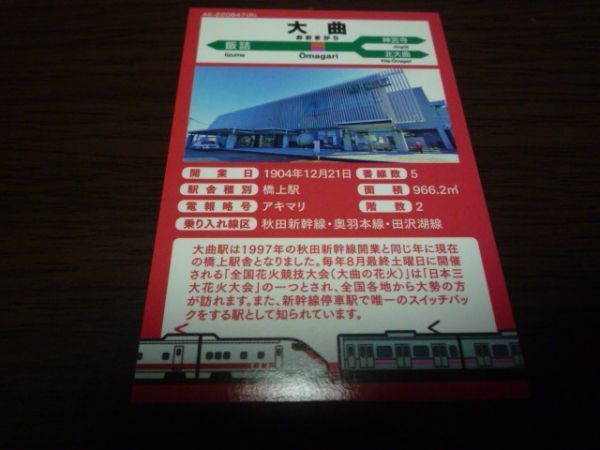 AK-220847(R)
大曲
おおまがり
Ōmagari
飯詰
Iizume
神宮寺
Jingūji
北大曲
Kita-Ōmagari
開業日 1904年12月21日 番線数 5
駅舎種別 橋上駅 面積 966.2㎡
電報略号 アキマリ 階数 2
乗り入れ線区 秋田新幹線・奥羽本線・田沢湖線
大曲駅は1997年の秋田新幹線開業と同じ年に現在
の橋上駅舎となりました。毎年8月最終土曜日に開催
される「全国花火競技大会(大曲の花火)」は「日本三
大花火大会」の一つとされ、全国各地から大勢の方
が訪れます。また、新幹線停車駅で唯一のスイッチバッ
クをする駅として知られています。